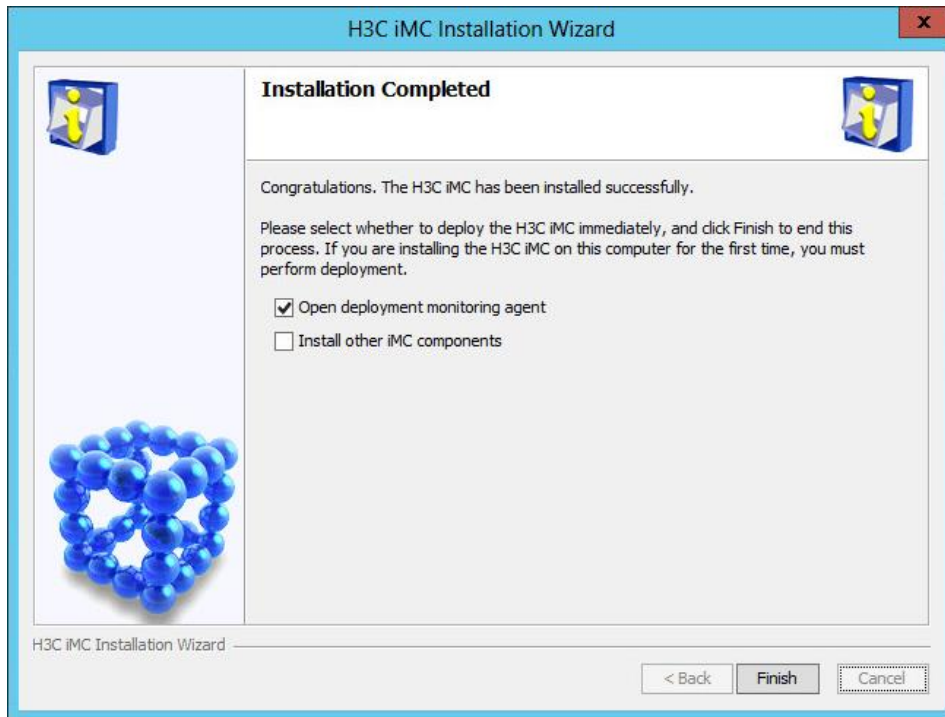 H3C iMC Installation Wizard
x
Installation Completed
Congratulations. The H3C iMC has been installed successfully.
Please select whether to deploy the H3C iMC immediately, and click Finish to end this
process. If you are installing the H3C iMC on this computer for the first time, you must
perform deployment.
Open deployment monitoring agent
Install other iMC components
H3C iMC Installation Wizard
< Back
Finish
Cancel